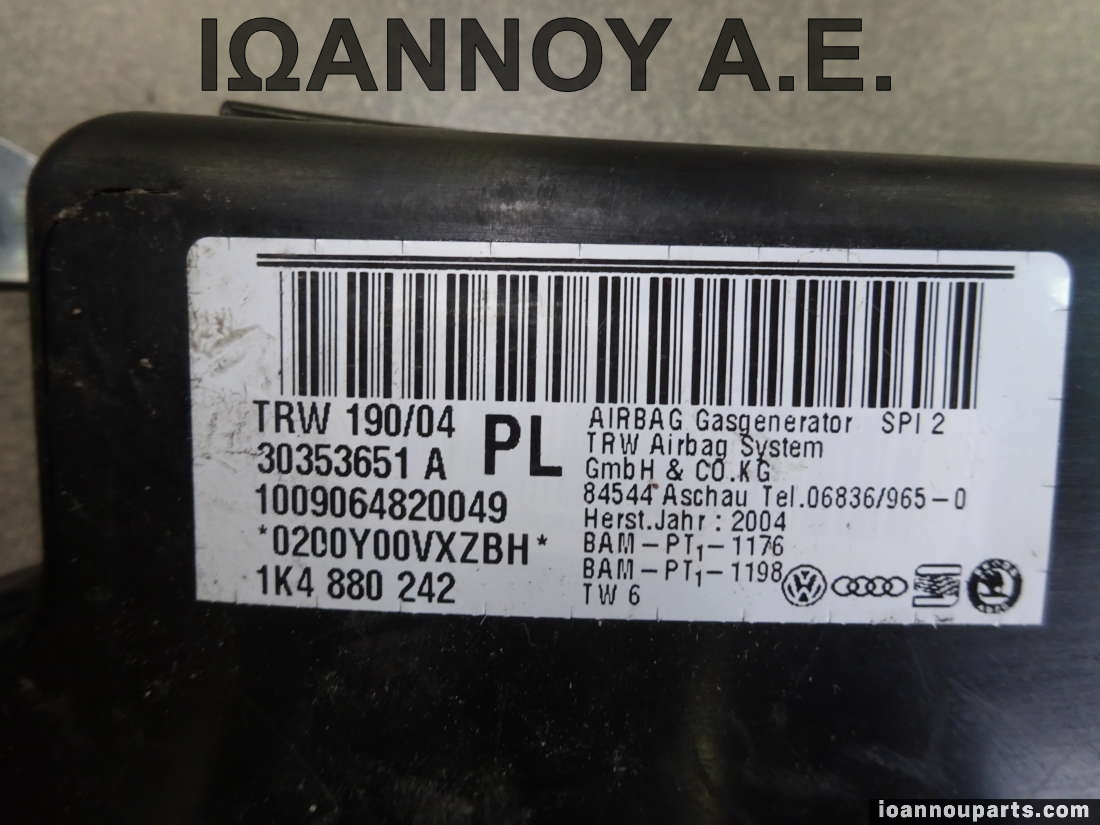 ΙΩΑΝΝΟΥ Α.Ε.
TRW 190/04
PL
30353651 A
1009064820049
*0200Y00VXZBH*
1K4 880 242
AIRBAG Gasgenerator SPI 2
TRW Airbag System
GmbH & CO.KG
84544 Aschau Tel.06836/965-0
Herst.Jahr: 2004
BAM-PT1-1176
BAM-PT1-1198
TW 6
ioannouparts.com